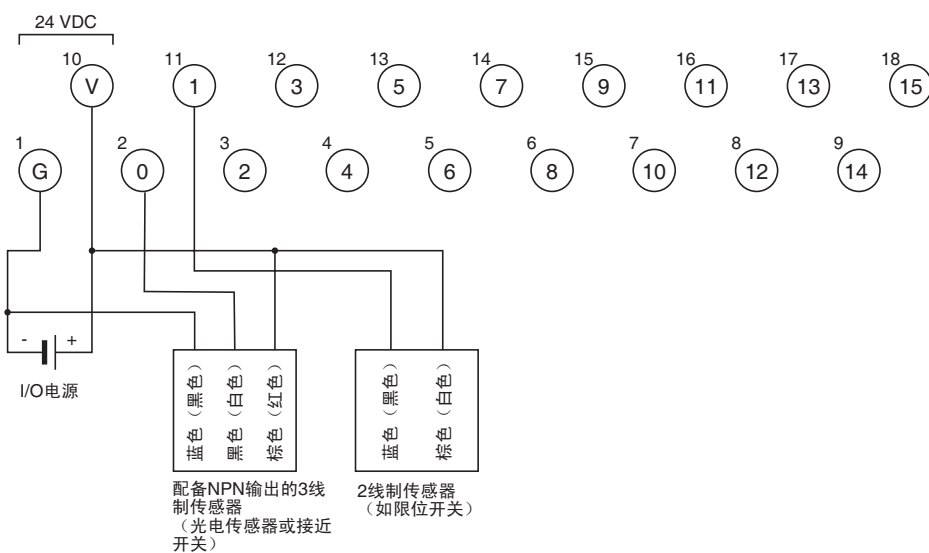 24 VDC
10 11 12 13 14 15 16 17 18
V 1 3 5 7 9 11 13 15
1 2 3 4 5 6 7 8 9
G 0 2 4 6 8 10 12 14
- +
I/O电源
蓝色（黑色）
黑色（白色）
棕色（红色）
蓝色（黑色）
棕色（白色）
配备NPN输出的3线
制传感器
（光电传感器或接近
开关）
2线制传感器
（如限位开关）